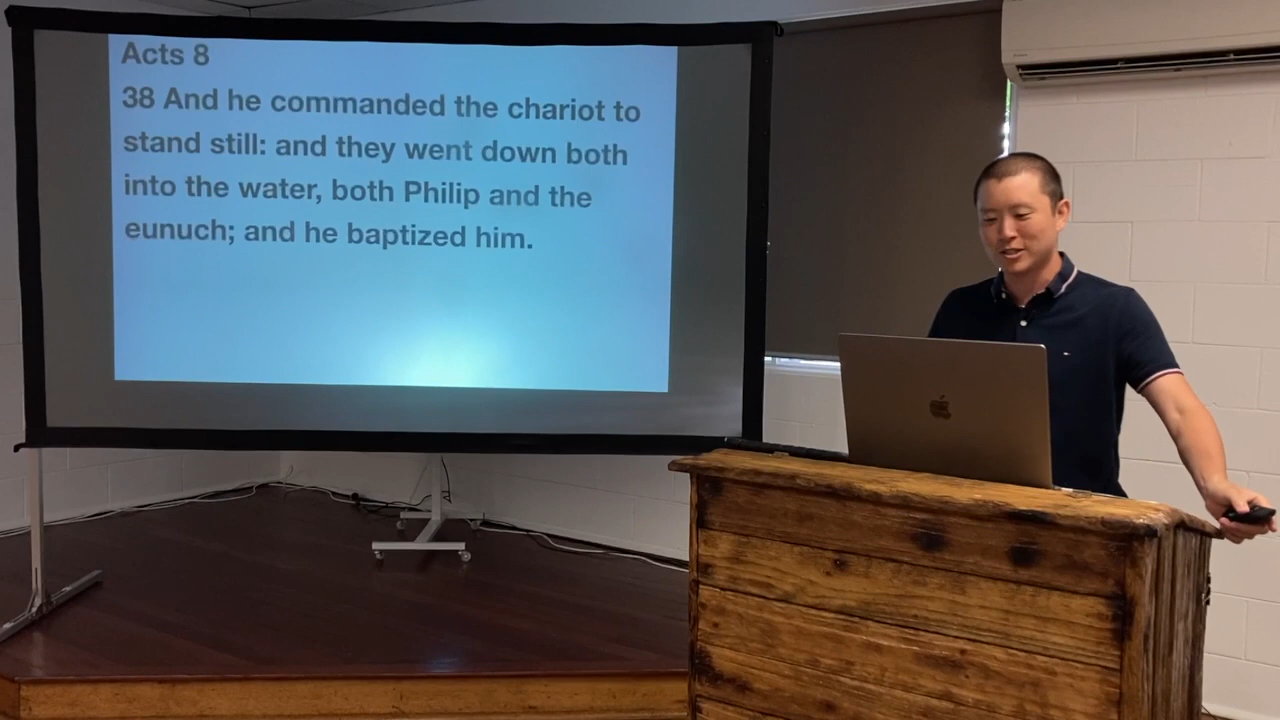 Acts 8
38 And he commanded the chariot to
stand still: and they went down both
into the water, both Philip and the
eunuch; and he baptized him.